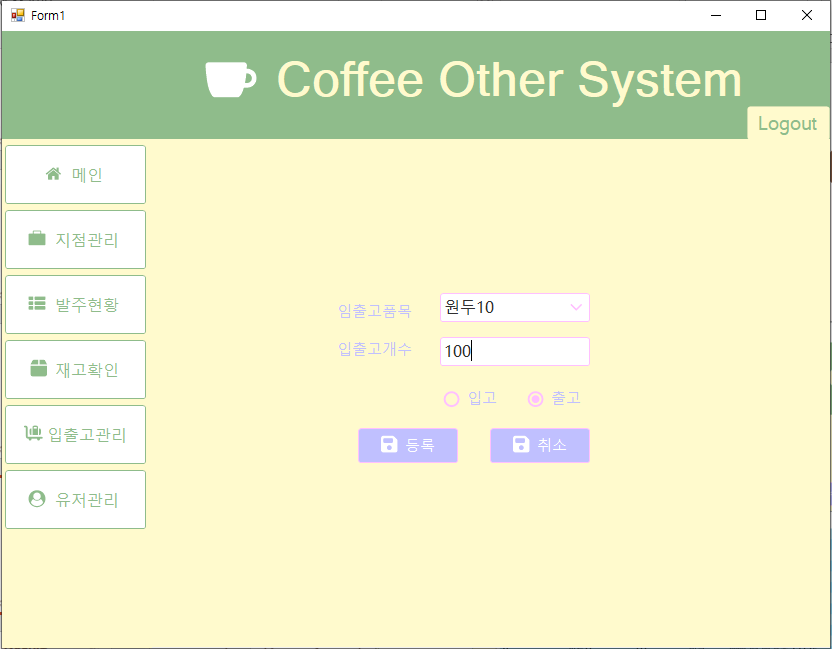 Form1
Coffee Other System
Logout
메인
지점관리
발주현황
재고확인
입출고관리
유저관리
임출고품목 원두10
입출고개수 100
입고 출고
등록 취소